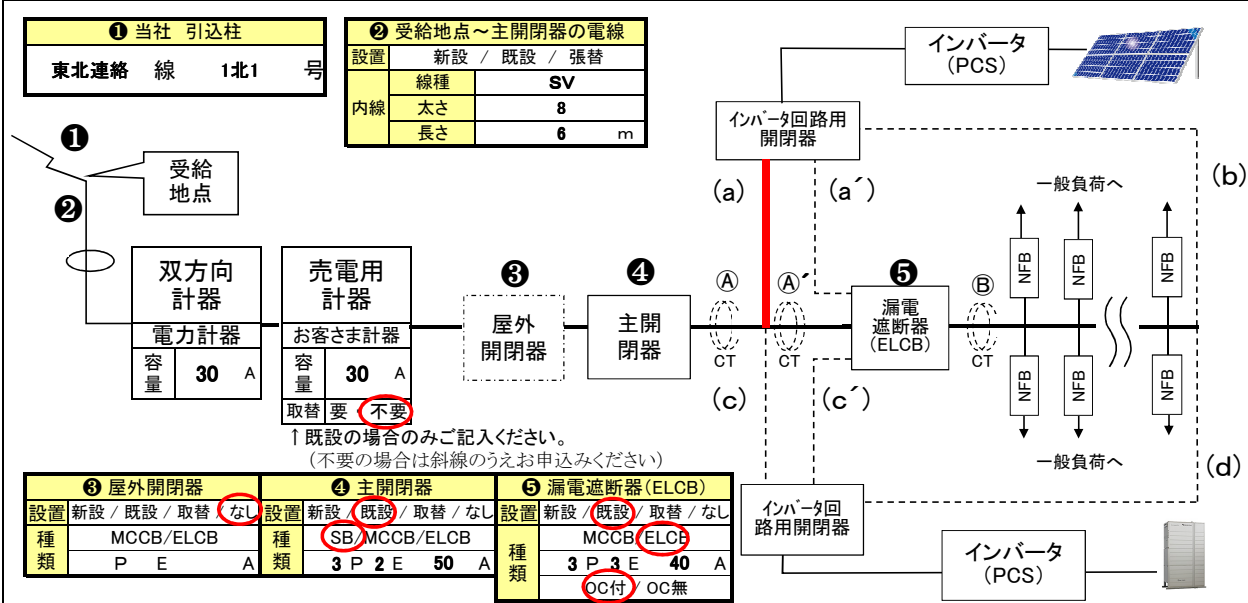 ❶ 当社 引込柱
東北連絡 線 1北1 号
❷ 受給地点～主開閉器の電線
設置 新設 / 既設 / 張替
内線
線種 SV
太さ 8
長さ 6 m
インバータ
(PCS)
インバータ回路用
開閉器
❶
受給
地点
❷
(a)
(a´)
(b)
一般負荷へ
双方向
計器
電力計器
容量 30 A
売電用
計器
お客さま計器
容量 30 A
取替 要・不要
❸
屋外
開閉器
❹
主開
閉器
Ⓐ
CT
Ⓐ´
CT
❺
漏電
遮断器
(ELCB)
Ⓑ
CT
NFB
NFB
NFB
NFB
NFB
NFB
(c)
(c´)
一般負荷へ
(d)
↑既設の場合のみご記入ください。
(不要の場合は斜線のうえお申込みください)
❸ 屋外開閉器
設置 新設 / 既設 / 取替 / なし
種類
MCCB/ELCB
P E A
❹ 主開閉器
設置 新設 / 既設 / 取替 / なし
種類
SB/MCCB/ELCB
3 P 2 E 50 A
❺ 漏電遮断器(ELCB)
設置 新設 / 既設 / 取替 / なし
種類
MCCB/ELCB
3 P 3 E 40 A
OC付 / OC無
インバータ回
路用開閉器
インバータ
(PCS)